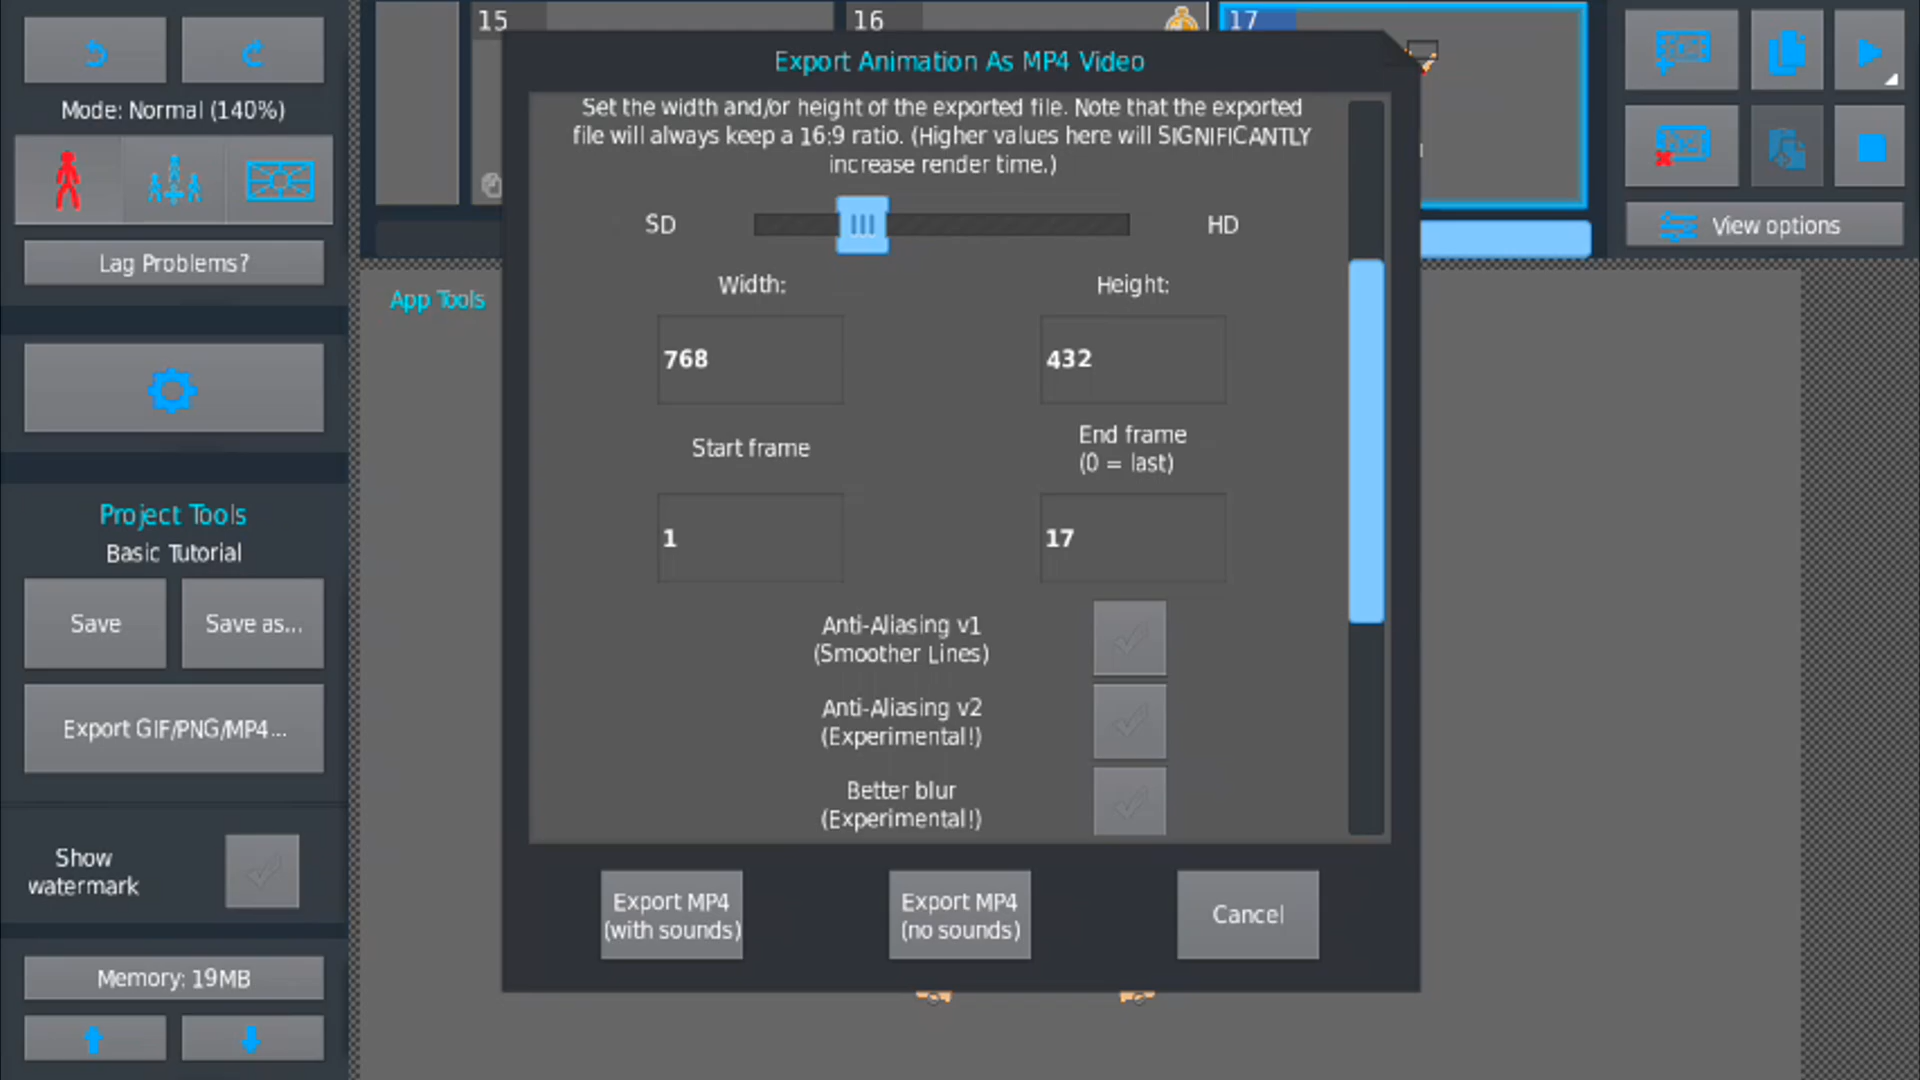 15
16
17
Mode: Normal (140%)
Lag Problems?
Project Tools
Basic Tutorial
Save
Save as...
Export GIF/PNG/MP4...
Show
watermark
Memory: 19MB
App Tools
View options
Export Animation As MP4 Video
Set the width and/or height of the exported file. Note that the exported
file will always keep a 16:9 ratio. (Higher values here will SIGNIFICANTLY
increase render time.)
SD
HD
Width:
Height:
768
432
Start frame
End frame
(0 = last)
1
17
Anti-Aliasing v1
(Smoother Lines)
Anti-Aliasing v2
(Experimental!)
Better blur
(Experimental!)
Export MP4
(with sounds)
Export MP4
(no sounds)
Cancel